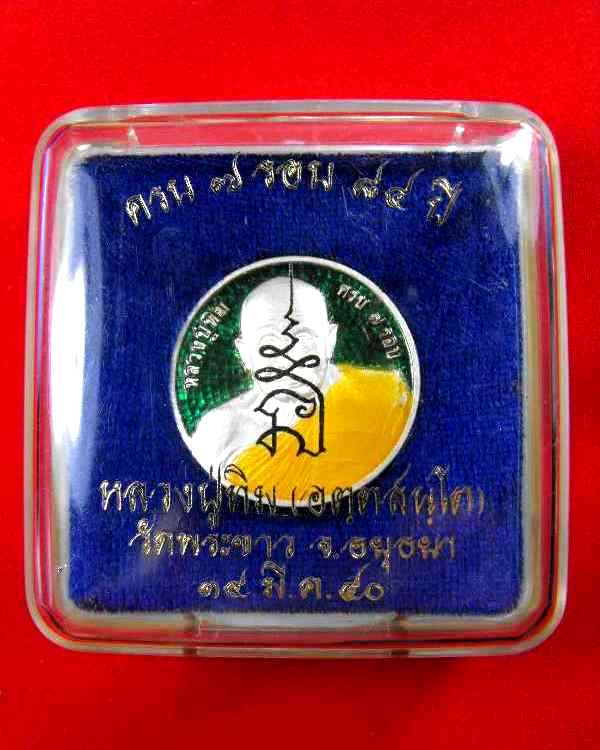 ครบ ๗ รอบ ๘๔ ปี
หลวงปู่ทิม
ครบ ๗ รอบ
หลวงปู่ทิม (อตฺตสนฺโต)
วัดพระขาว จ.อยุธยา
๑๔ มี.ค. ๔๐